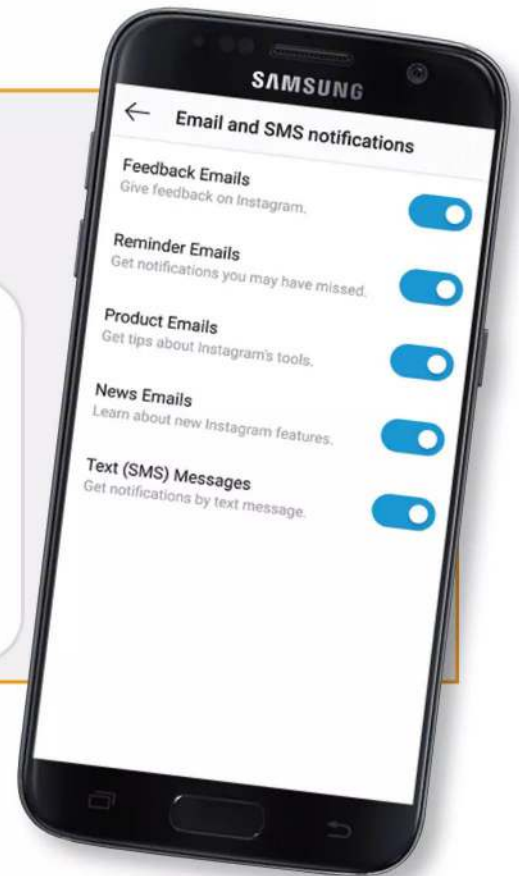 SAMSUNG
Email and SMS notifications
Feedback Emails
Give feedback on Instagram.
Reminder Emails
Get notifications you may have missed.
Product Emails
Get tips about Instagram's tools.
News Emails
Learn about new Instagram features.
Text (SMS) Messages
Get notifications by text message.